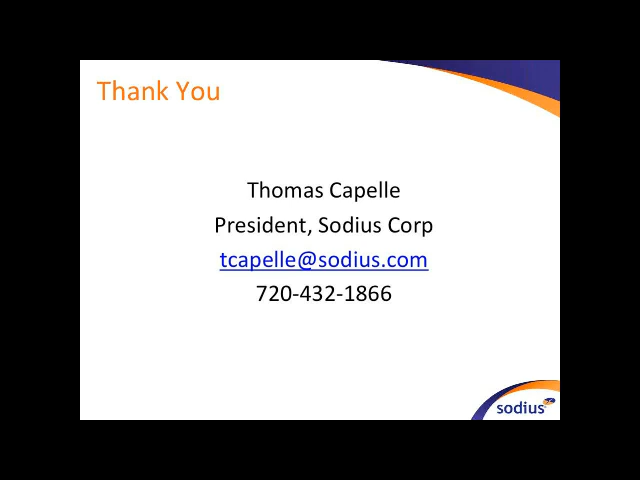 Thank You
Thomas Capelle
President, Sodius Corp
tcapelle@sodius.com
720-432-1866
sodius